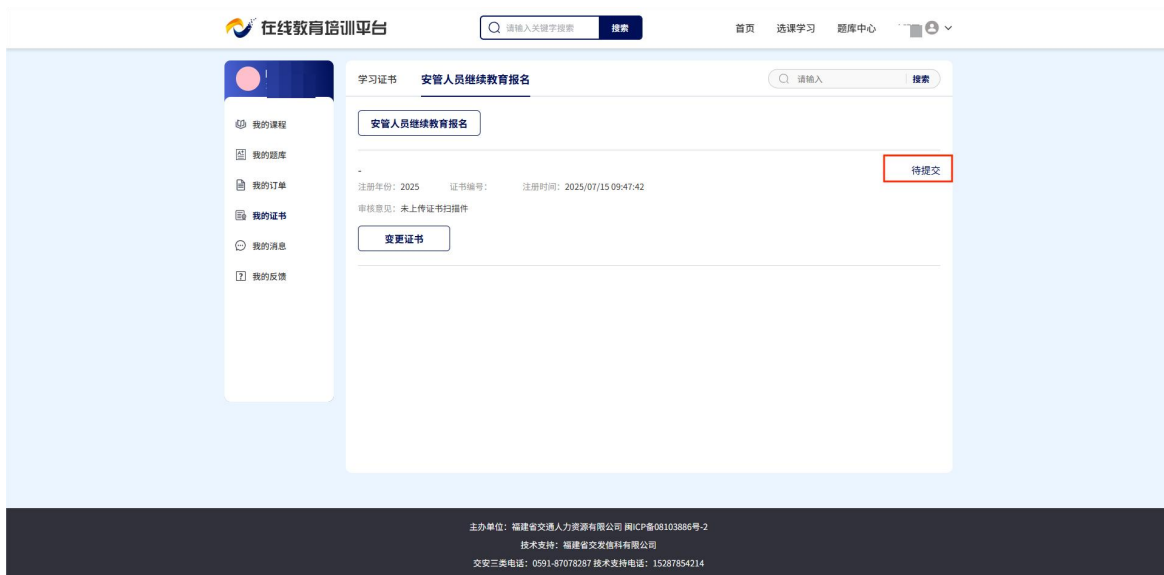 在线教育培训平台
请输入关键字搜索 搜索
首页 选课学习 题库中心
学习证书 安管人员继续教育报名
请输入 搜索
我的课程
我的题库
我的订单
我的证书
我的消息
我的反馈
安管人员继续教育报名
-
待提交
注册年份：2025 证书编号： 注册时间：2025/07/15 09:47:42
审核意见：未上传证书扫描件
变更证书
主办单位：福建省交通人力资源有限公司 闽ICP备08103886号-2
技术支持：福建省交发信科有限公司
交安三类电话：0591-87078287 技术支持电话：15287854214